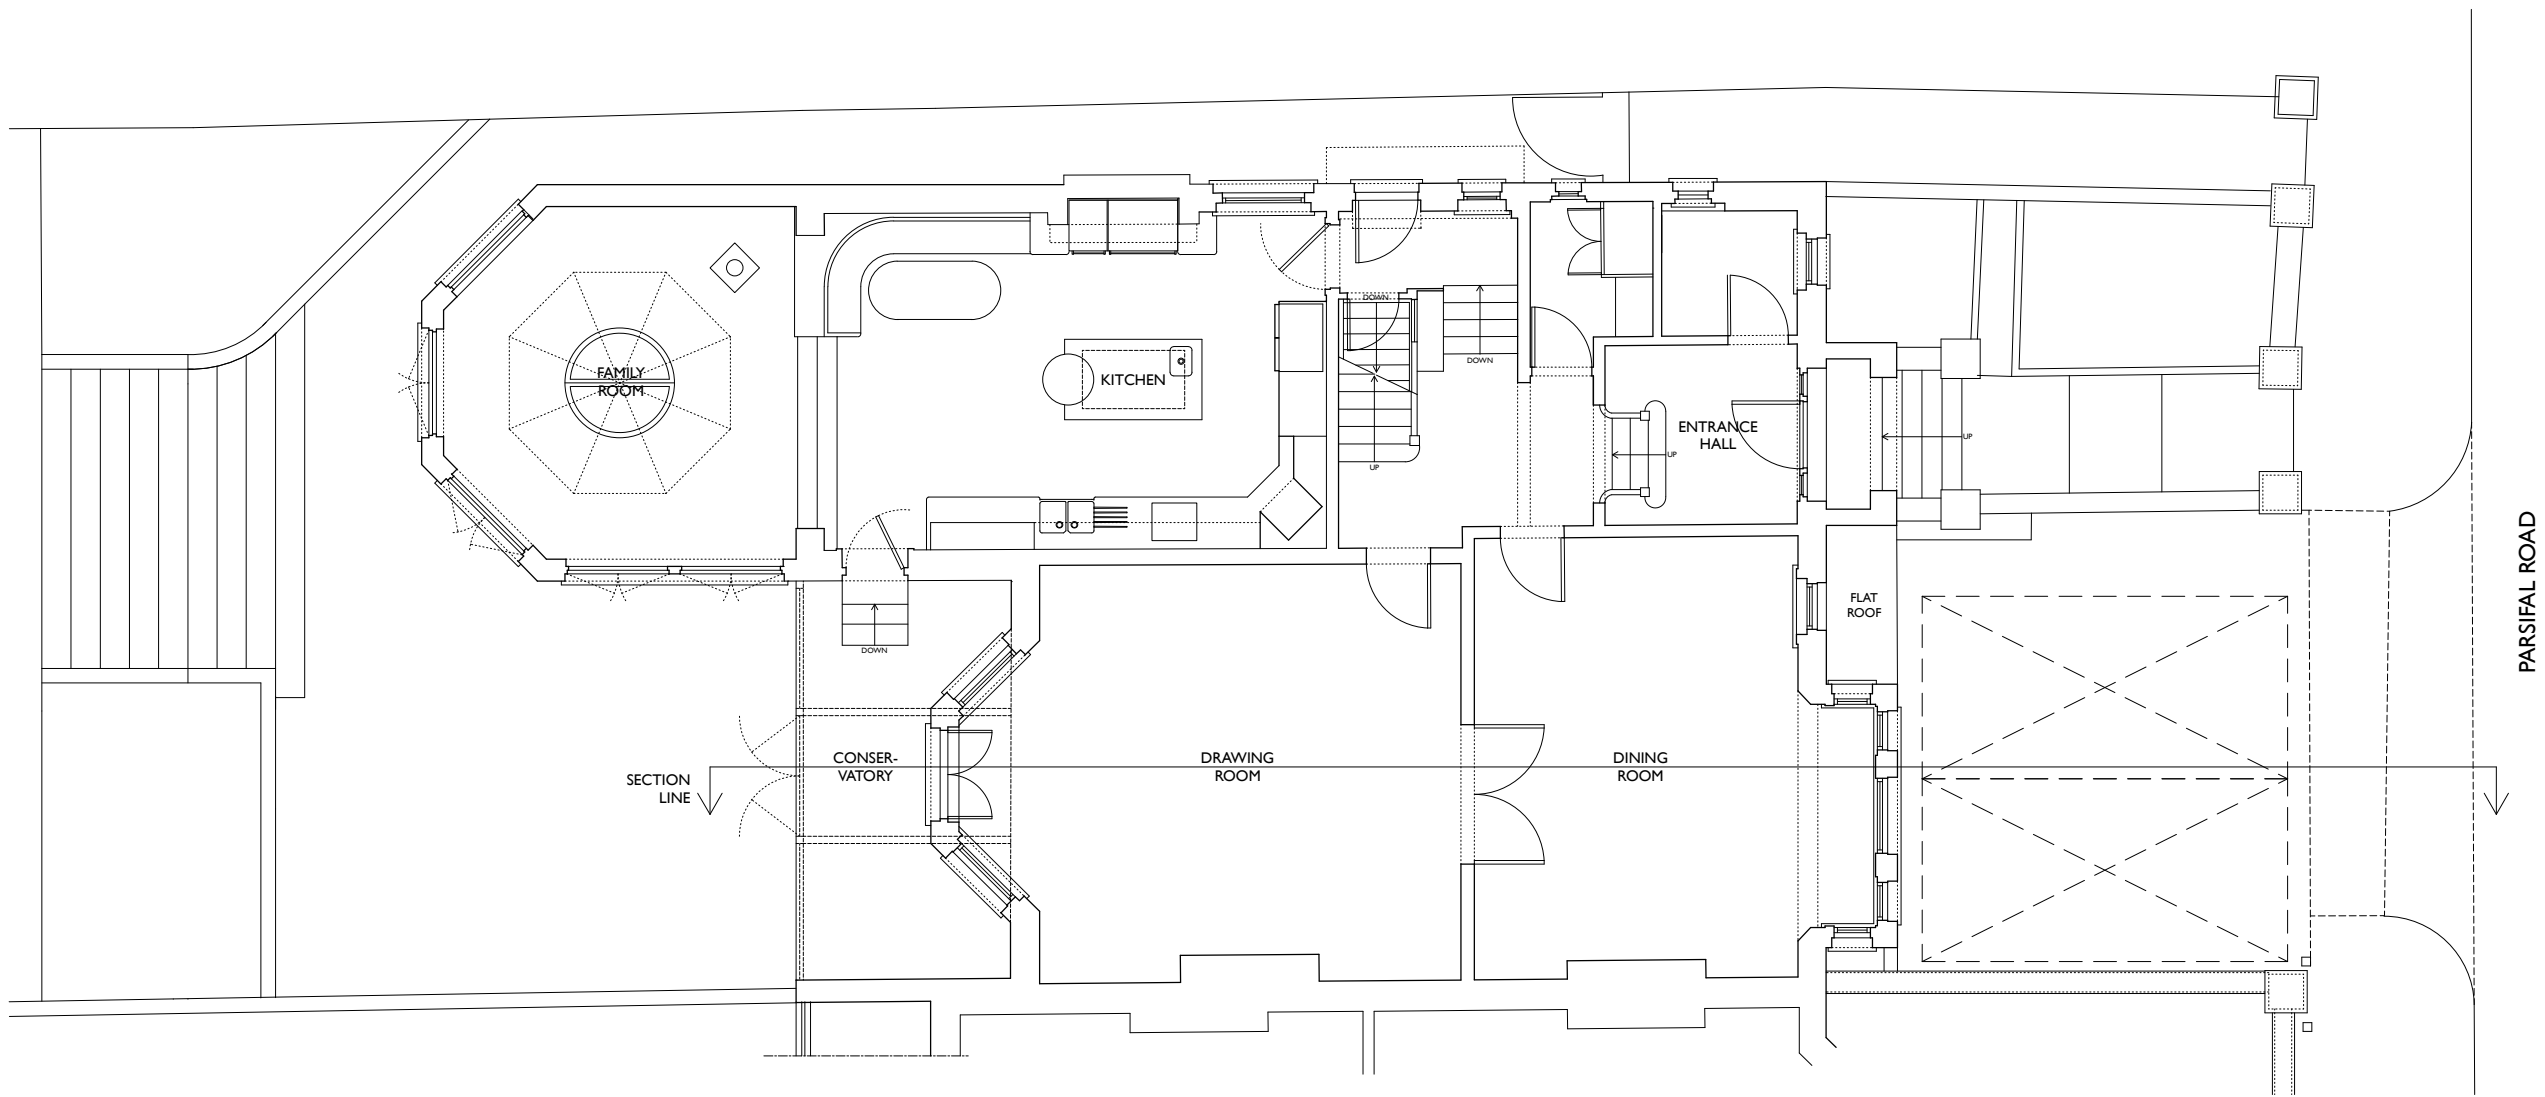 DOWN
DOWN
FAMILY
ROOM
KITCHEN
ENTRANCE
HALL
UP
UP
UP
FLAT
ROOF
PARSIFAL ROAD
DOWN
SECTION
LINE
CONSER-
VATORY
DRAWING
ROOM
DINING
ROOM